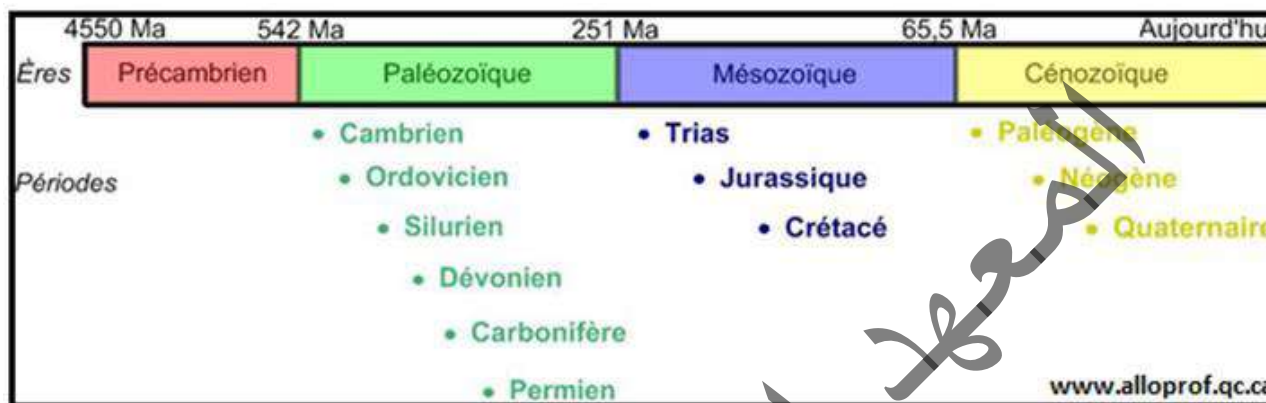 4550 Ma 542 Ma 251 Ma 65,5 Ma Aujourd'hu
Ères Précambrien Paléozoïque Mésozoïque Cénozoïque
Cambrien Trias Paléogène
Périodes Ordovicien Jurassique Néogène
Silurien Crétacé Quaternaire
Dévonien
Carbonifère
Permien
www.alloprof.qc.ca